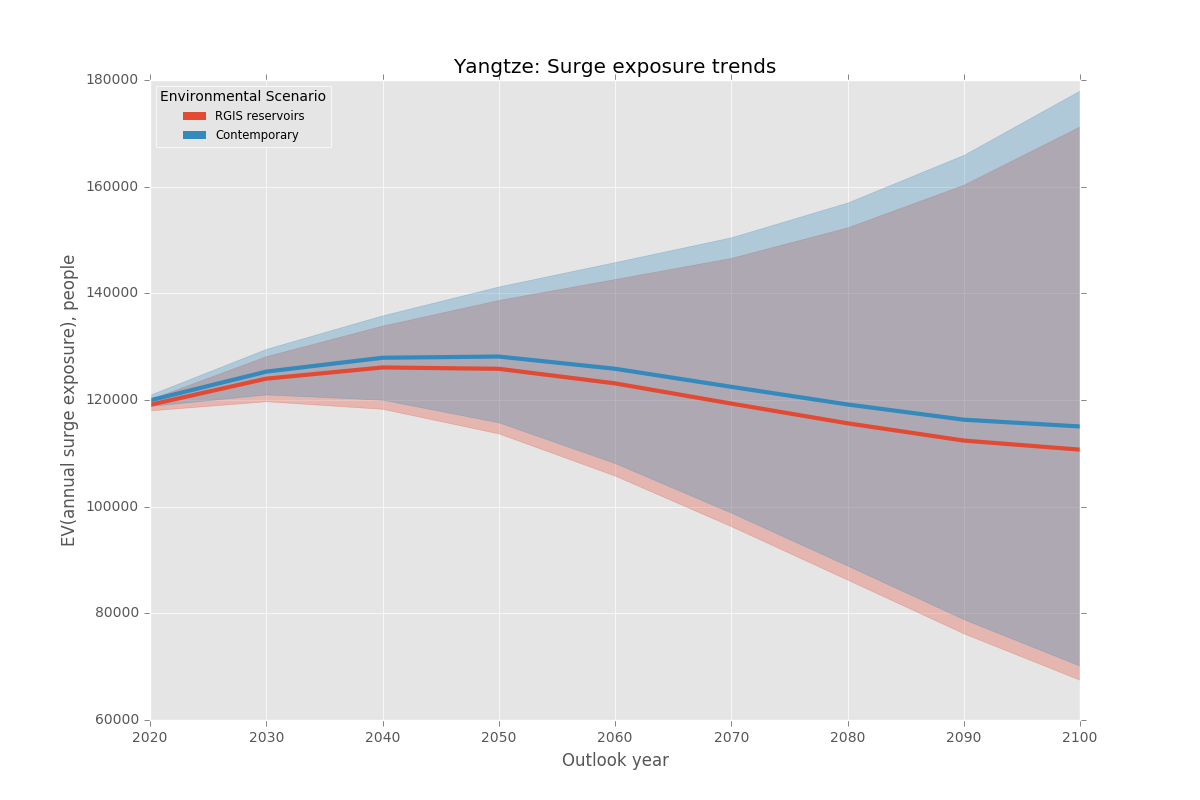 Yangtze: Surge exposure trends
Environmental Scenario
RGIS reservoirs
Contemporary
EV(annual surge exposure), people
180000
160000
140000
120000
100000
80000
60000
2020 2030 2040 2050 2060 2070 2080 2090 2100
Outlook year